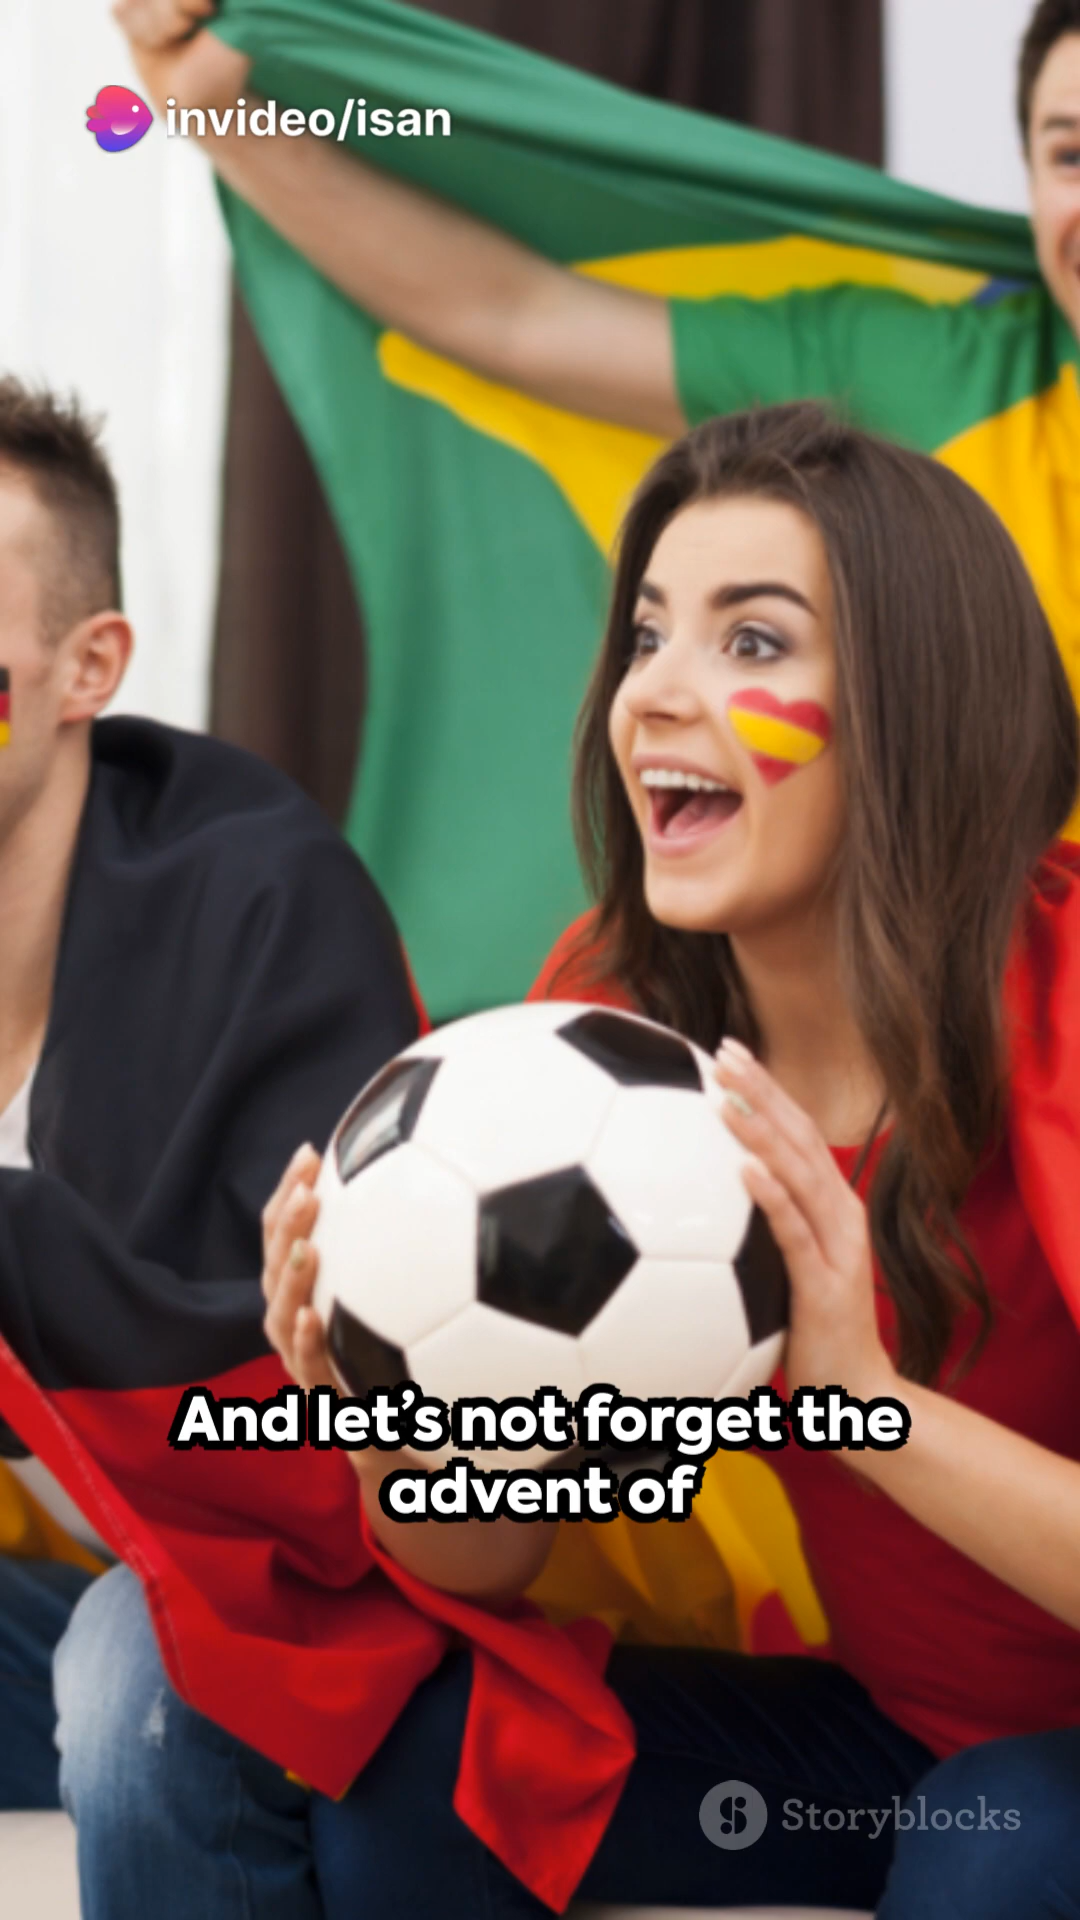 invideo/isan
And let's not forget the
advent of
Storyblocks